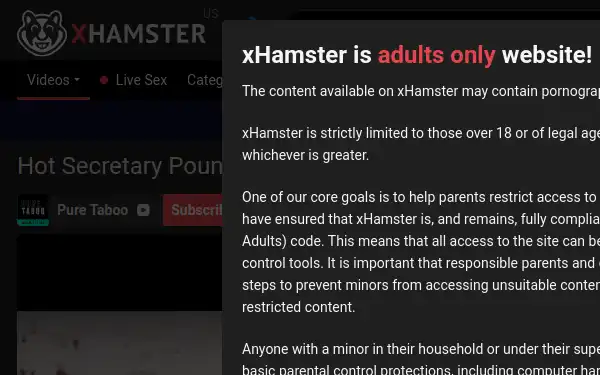 US
XHAMSTER
Videos
Live Sex
Categ
Hot Secretary Poun
PURE TABOO
Pure Taboo
Subscri
xHamster is adults only website!
The content available on xHamster may contain pornograp
xHamster is strictly limited to those over 18 or of legal age
whichever is greater.
One of our core goals is to help parents restrict access to
have ensured that xHamster is, and remains, fully complia
Adults) code. This means that all access to the site can be
control tools. It is important that responsible parents and
steps to prevent minors from accessing unsuitable conten
restricted content.
Anyone with a minor in their household or under their supe
basic parental control protections, including computer har